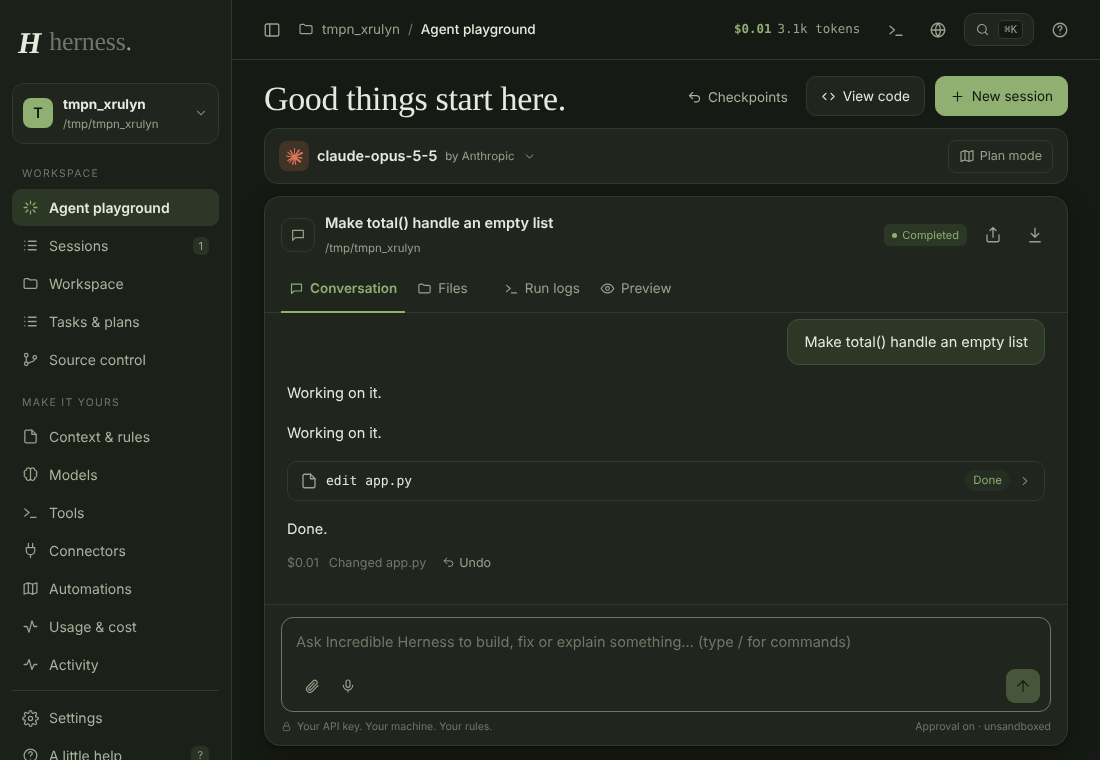 H herness.
T
tmpn_xrulyn
/tmp/tmpn_xrulyn
WORKSPACE
Agent playground
Sessions 1
Workspace
Tasks & plans
Source control
MAKE IT YOURS
Context & rules
Models
Tools
Connectors
Automations
Usage & cost
Activity
Settings
A little help ?
tmpn_xrulyn / Agent playground
$0.01 3.1k tokens
⌘K
Good things start here.
Checkpoints
View code
New session
claude-opus-5-5 by Anthropic
Plan mode
Make total() handle an empty list
/tmp/tmpn_xrulyn
Completed
Conversation Files Run logs Preview
Make total() handle an empty list
Working on it.
Working on it.
edit app.py Done
Done.
$0.01 Changed app.py Undo
Ask Incredible Herness to build, fix or explain something... (type / for commands)
Your API key. Your machine. Your rules.
Approval on · unsandboxed